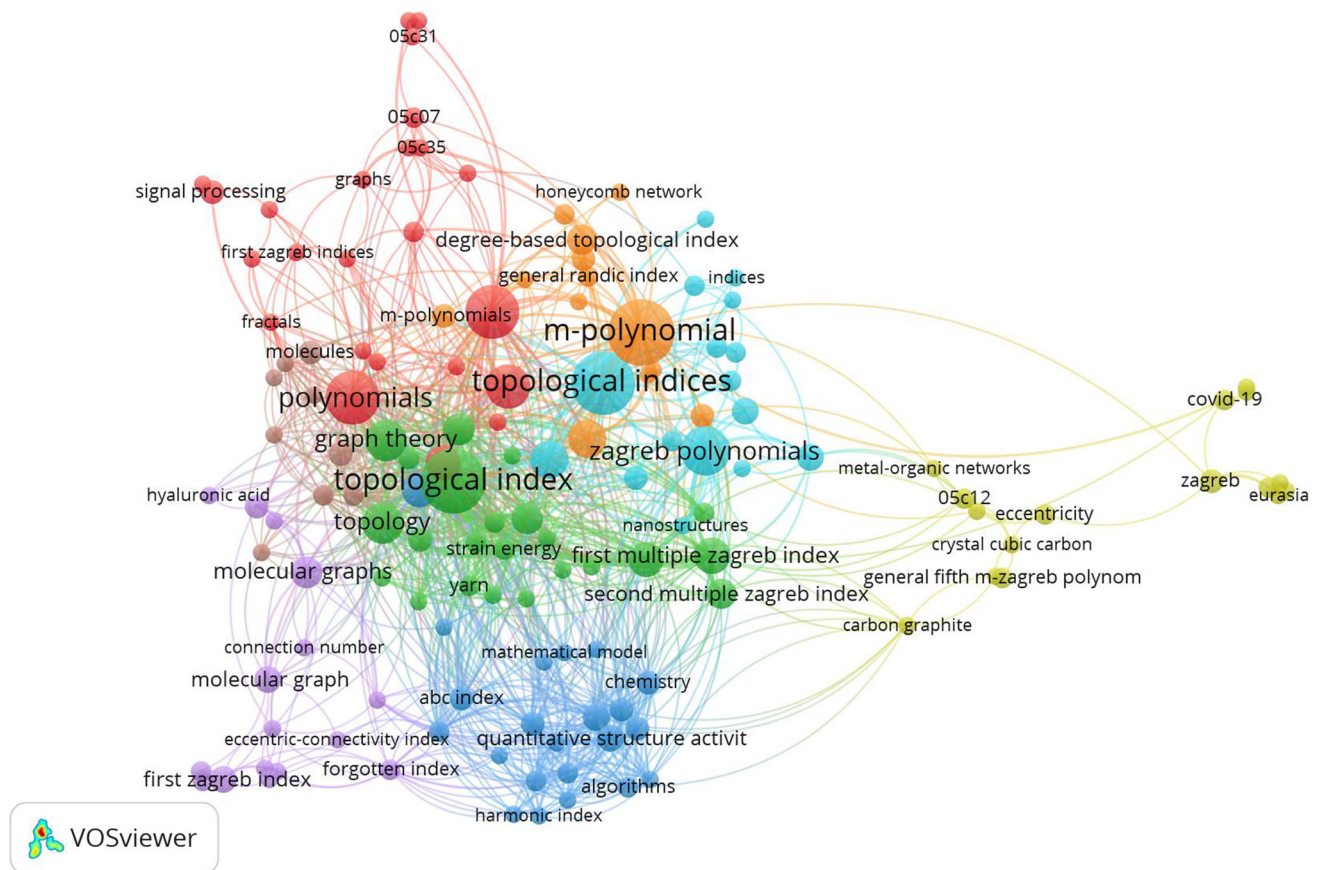 05c31
05c07
05c35
graphs
signal processing
honeycomb network
degree-based topological index
first zagreb indices
general randic index
indices
m-polynomials
fractals
m-polynomial
molecules
topological indices
polynomials
covid-19
graph theory
zagreb polynomials
metal-organic networks
topological index
zagreb
hyaluronic acid
05c12
eurasia
eccentricity
topology
nanostructures
crystal cubic carbon
strain energy
first multiple zagreb index
molecular graphs
general fifth m-zagreb polynom
yarn
second multiple zagreb index
carbon graphite
connection number
mathematical model
molecular graph
chemistry
abc index
eccentric-connectivity index
quantitative structure activit
forgotten index
first zagreb index
algorithms
harmonic index
VOSviewer